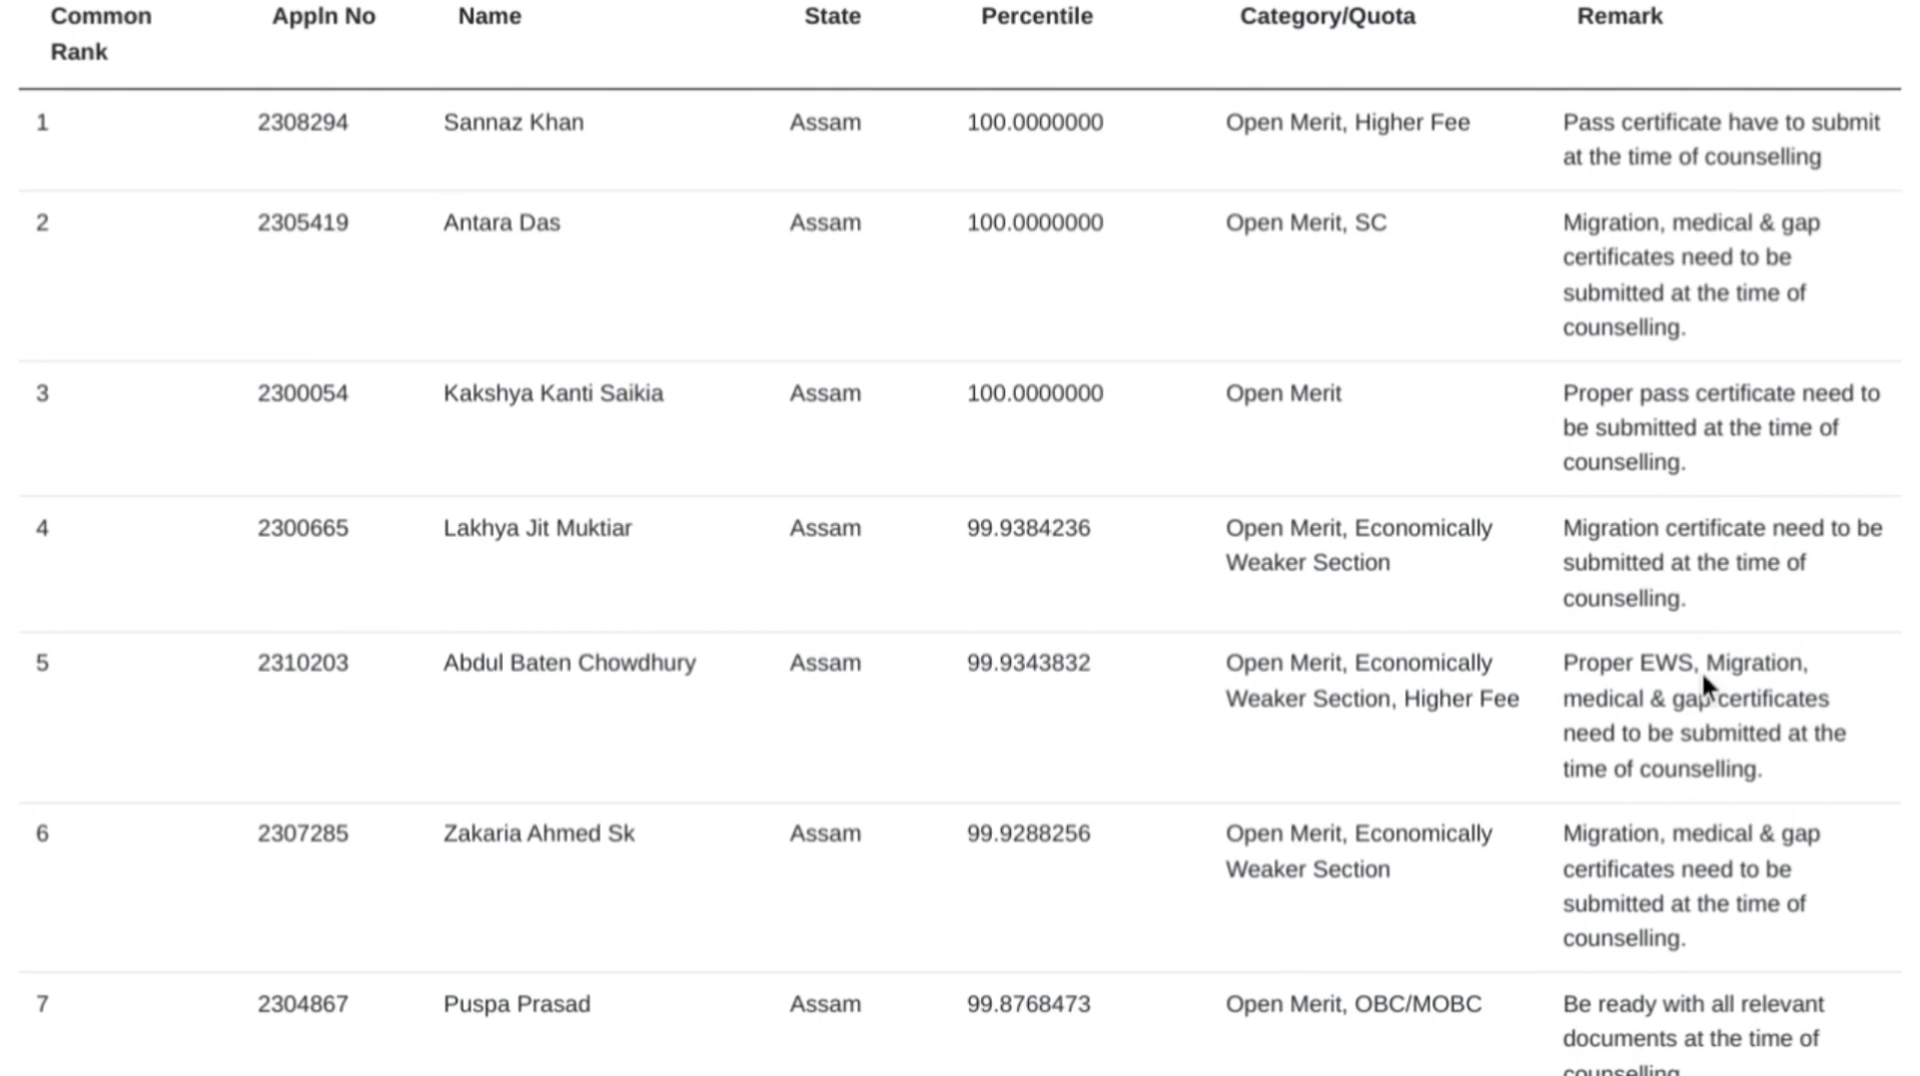 Common Rank Appln No Name State Percentile Category/Quota Remark
1 2308294 Sannaz Khan Assam 100.0000000 Open Merit, Higher Fee Pass certificate have to submit
at the time of counselling
2 2305419 Antara Das Assam 100.0000000 Open Merit, SC Migration, medical & gap
certificates need to be
submitted at the time of
counselling.
3 2300054 Kakshya Kanti Saikia Assam 100.0000000 Open Merit Proper pass certificate need to
be submitted at the time of
counselling.
4 2300665 Lakhya Jit Muktiar Assam 99.9384236 Open Merit, Economically Migration certificate need to be
Weaker Section submitted at the time of
counselling.
5 2310203 Abdul Baten Chowdhury Assam 99.9343832 Open Merit, Economically Proper EWS, Migration,
Weaker Section, Higher Fee medical & gap certificates
need to be submitted at the
time of counselling.
6 2307285 Zakaria Ahmed Sk Assam 99.9288256 Open Merit, Economically Migration, medical & gap
Weaker Section certificates need to be
submitted at the time of
counselling.
7 2304867 Puspa Prasad Assam 99.8768473 Open Merit, OBC/MOBC Be ready with all relevant
documents at the time of
counselling